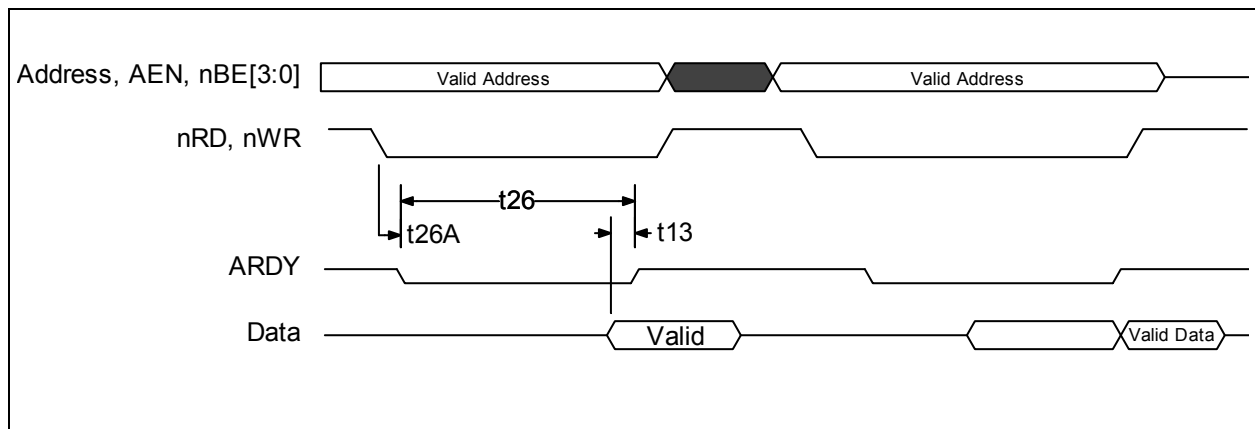 Address, AEN, nBE[3:0]
Valid Address
Valid Address
nRD, nWR
t26
t26A
t13
ARDY
Data
Valid
Valid Data